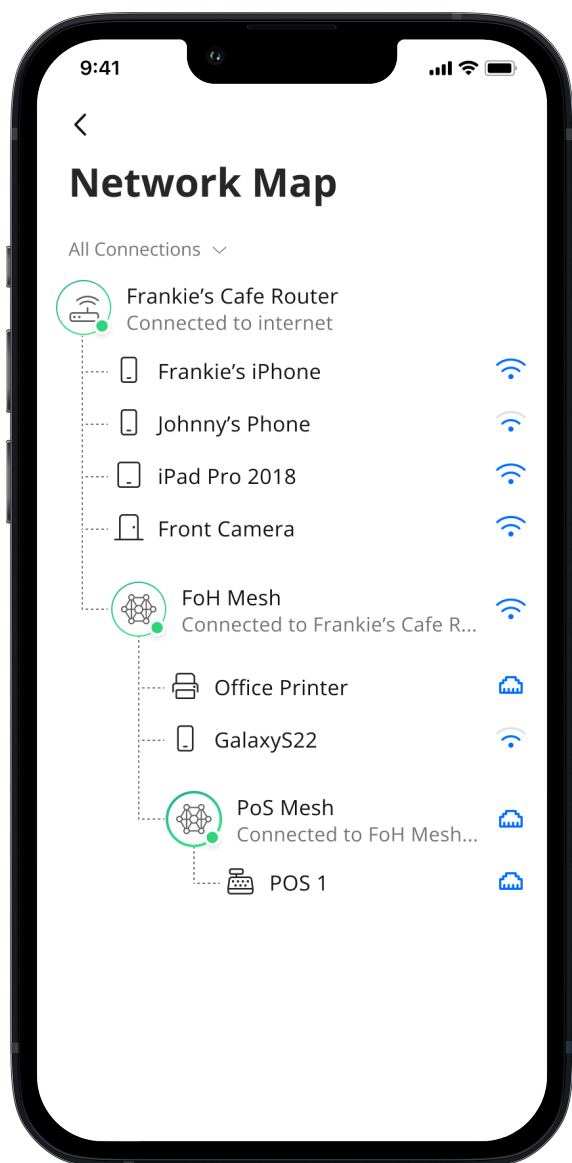 9:41
Network Map
All Connections
Frankie’s Cafe Router
Connected to internet
Frankie’s iPhone
Johnny’s Phone
iPad Pro 2018
Front Camera
FoH Mesh
Connected to Frankie’s Cafe R...
Office Printer
GalaxyS22
PoS Mesh
Connected to FoH Mesh...
POS 1